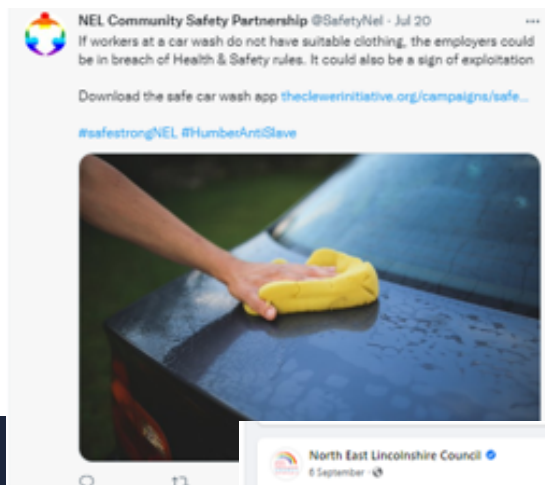 NEL Community Safety Partnership @SafetyNel · Jul 20 ···
If workers at a car wash do not have suitable clothing, the employers could
be in breach of Health & Safety rules. It could also be a sign of exploitation
Download the safe car wash app theclewerinitiative.org/campaigns/safe...
#safestrongNEL #HumberAntiSlave
North East Lincolnshire Council
6 September ·